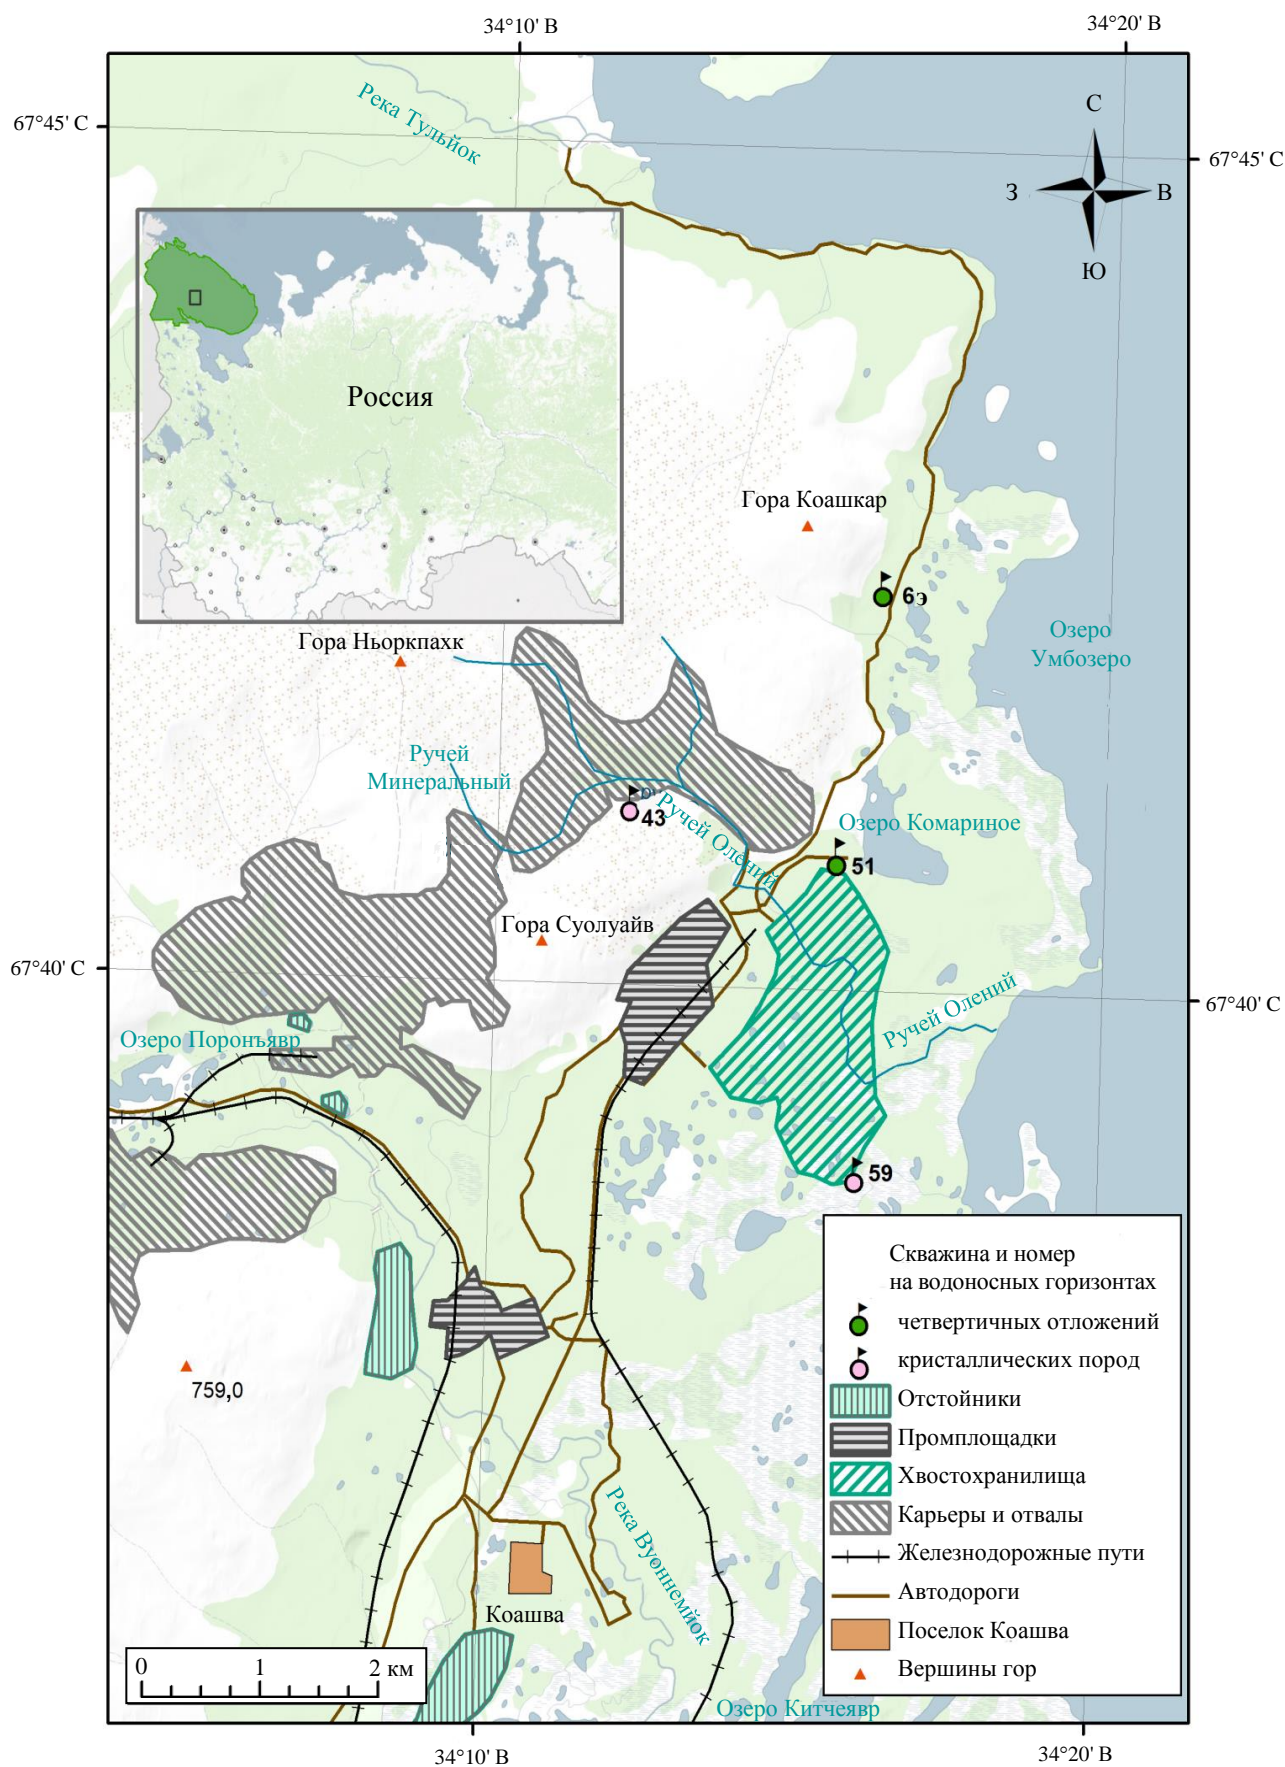 34°10' В
34°20' В
67°45' С
67°45' С
Река Тульйок
С
З
В
Ю
Россия
Гора Коашкар
6э
Озеро
Умбозеро
Гора Ньоркпахк
Ручей
Минеральный
43
Ручей Олений
Озеро Комариное
51
Гора Суолуайв
67°40' С
67°40' С
Ручей Олений
Озеро Поронъявр
59
Скважина и номер
на водоносных горизонтах
четвертичных отложений
кристаллических пород
Отстойники
Промплощадки
Хвостохранилища
Карьеры и отвалы
Железнодорожные пути
Автодороги
Поселок Коашва
Вершины гор
759,0
Река Вуоннемйок
Коашва
0 1 2 км
Озеро Китчеявр
34°10' В
34°20' В